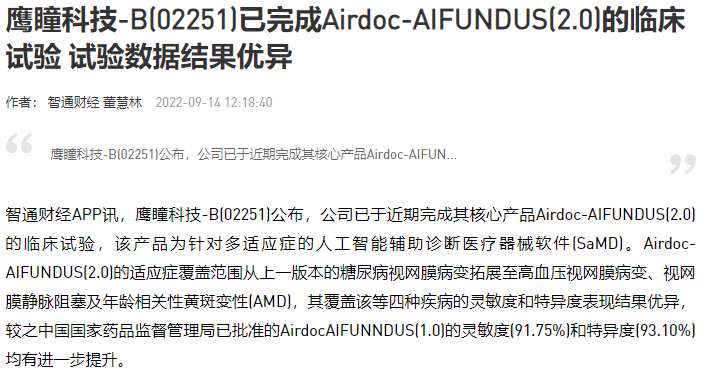 鹰瞳科技-B(02251)已完成Airdoc-AIFUNDUS(2.0)的临床
试验 试验数据结果优异
作者： 智通财经 董慧林 2022-09-14 12:18:40
鹰瞳科技-B(02251)公布，公司已于近期完成其核心产品Airdoc-AIFUN...
智通财经APP讯，鹰瞳科技-B(02251)公布，公司已于近期完成其核心产品Airdoc-AIFUNDUS(2.0)
的临床试验，该产品为针对多适应症的人工智能辅助诊断医疗器械软件(SaMD)。Airdoc-
AIFUNDUS(2.0)的适应症覆盖范围从上一版本的糖尿病视网膜病变拓展至高血压视网膜病变、视网
膜静脉阻塞及年龄相关性黄斑变性(AMD)，其覆盖该等四种疾病的灵敏度和特异度表现结果优异，
较之中国国家药品监督管理局已批准的AirdocAIFUNNDUS(1.0)的灵敏度(91.75%)和特异度(93.10%)
均有进一步提升。